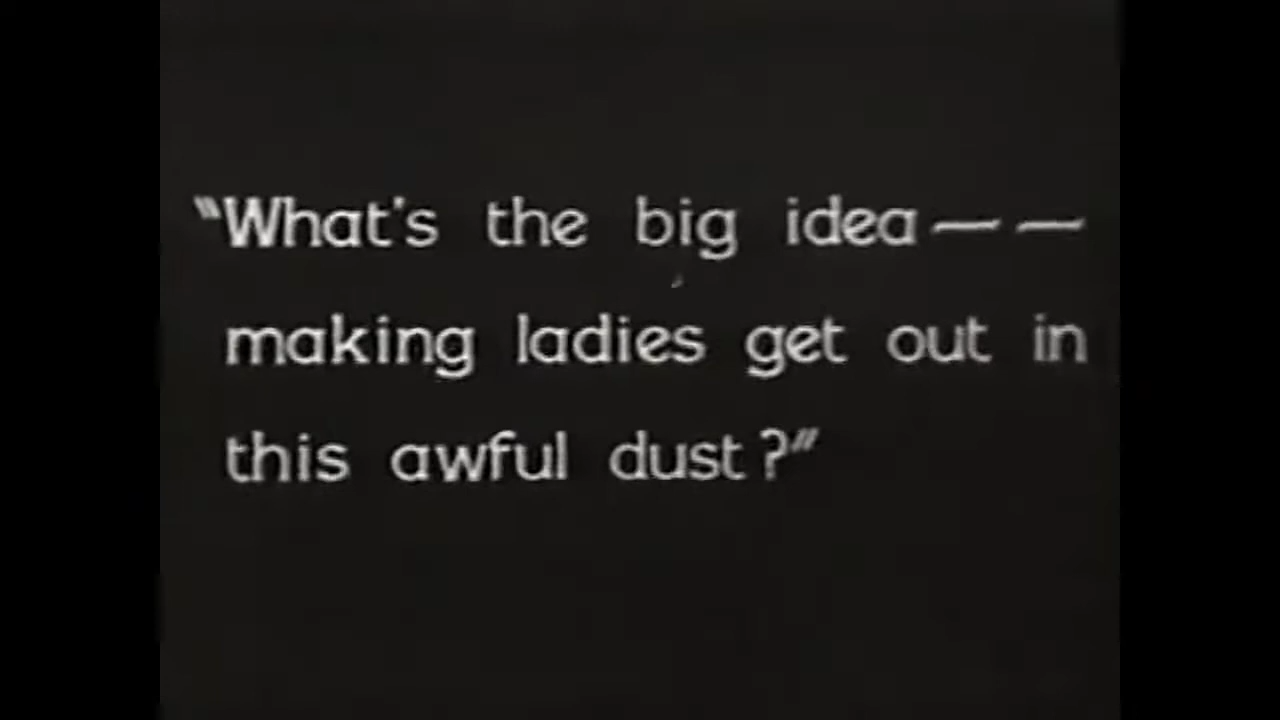 "What's the big idea——
making ladies get out in
this awful dust?"